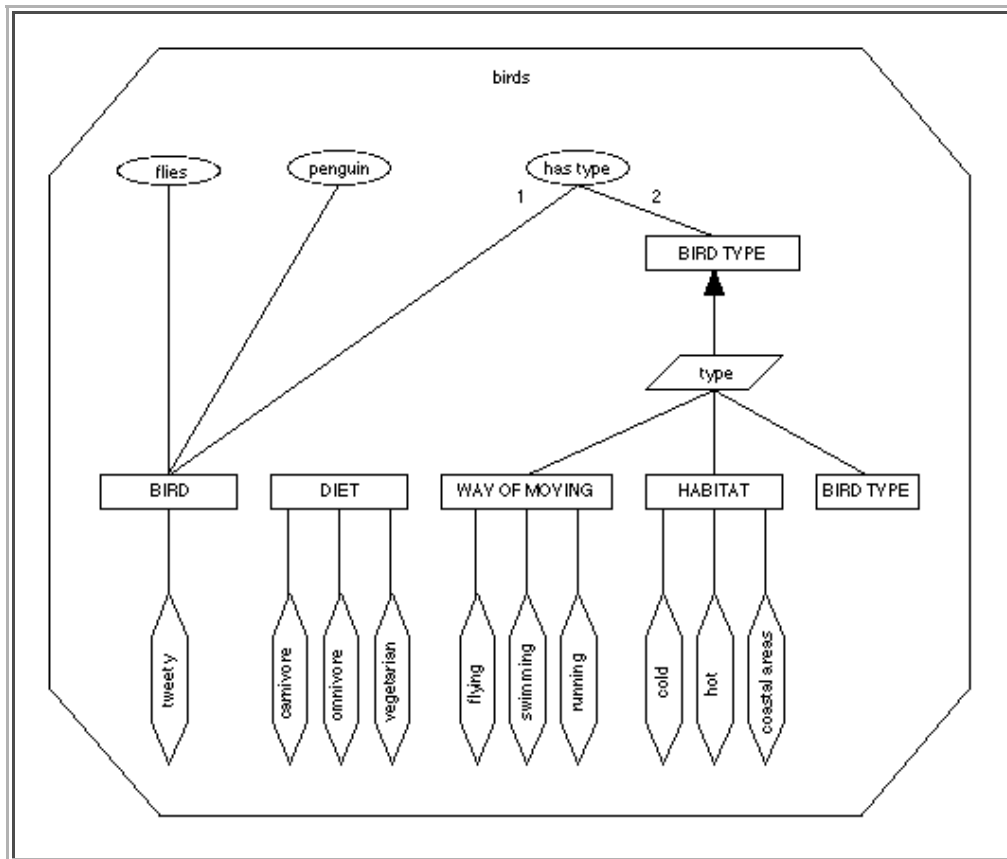 birds
flies
penguin
has type
1
2
BIRD TYPE
type
BIRD
DIET
WAY OF MOVING
HABITAT
BIRD TYPE
tweety
carnivore
omnivore
vegetarian
flying
swimming
running
cold
hot
coastal areas